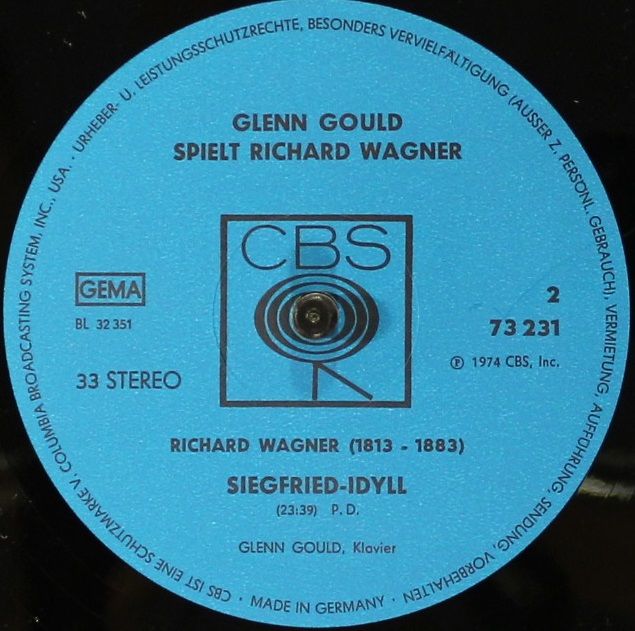 URHEBER- U. LEISTUNGSSCHUTZRECHTE, BESONDERS VERVIELFÄLTIGUNG (AUSSER Z. PERSÖNL. GEBRAUCH), VERMIETUNG, AUFFÜHRUNG, SENDUNG, VORBEHALTEN · MADE IN GERMANY · CBS IST EINE SCHUTZMARKE V. COLUMBIA BROADCASTING SYSTEM, INC., USA. ·
GLENN GOULD
SPIELT RICHARD WAGNER
CBS
GEMA
BL 32 351
33 STEREO
2
73 231
℗ 1974 CBS, Inc.
RICHARD WAGNER (1813 - 1883)
SIEGFRIED-IDYLL
(23:39) P. D.
GLENN GOULD, Klavier